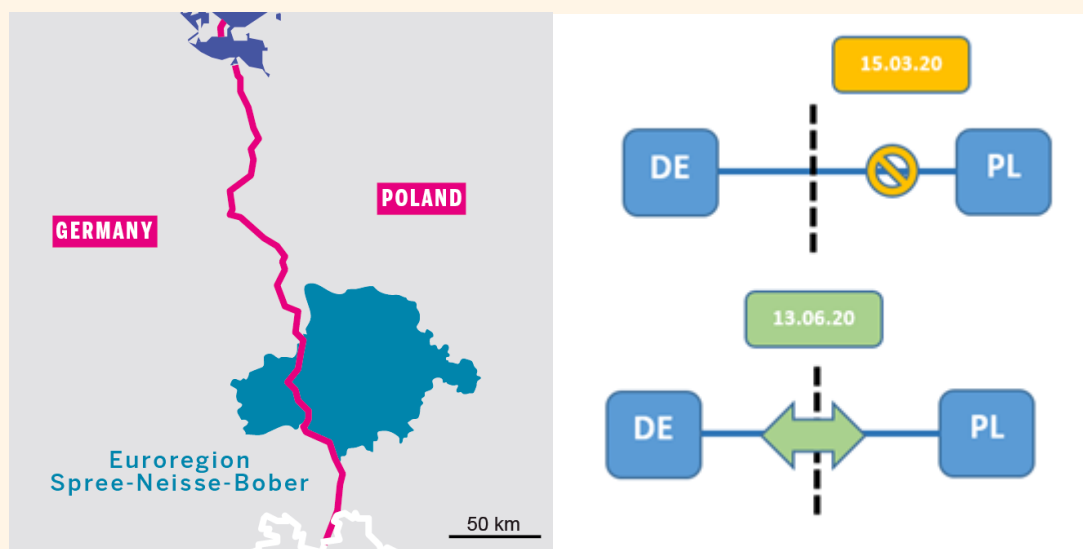 GERMANY
POLAND
Euroregion
Spree-Neisse-Bober
50 km
15.03.20
DE
PL
13.06.20
DE
PL